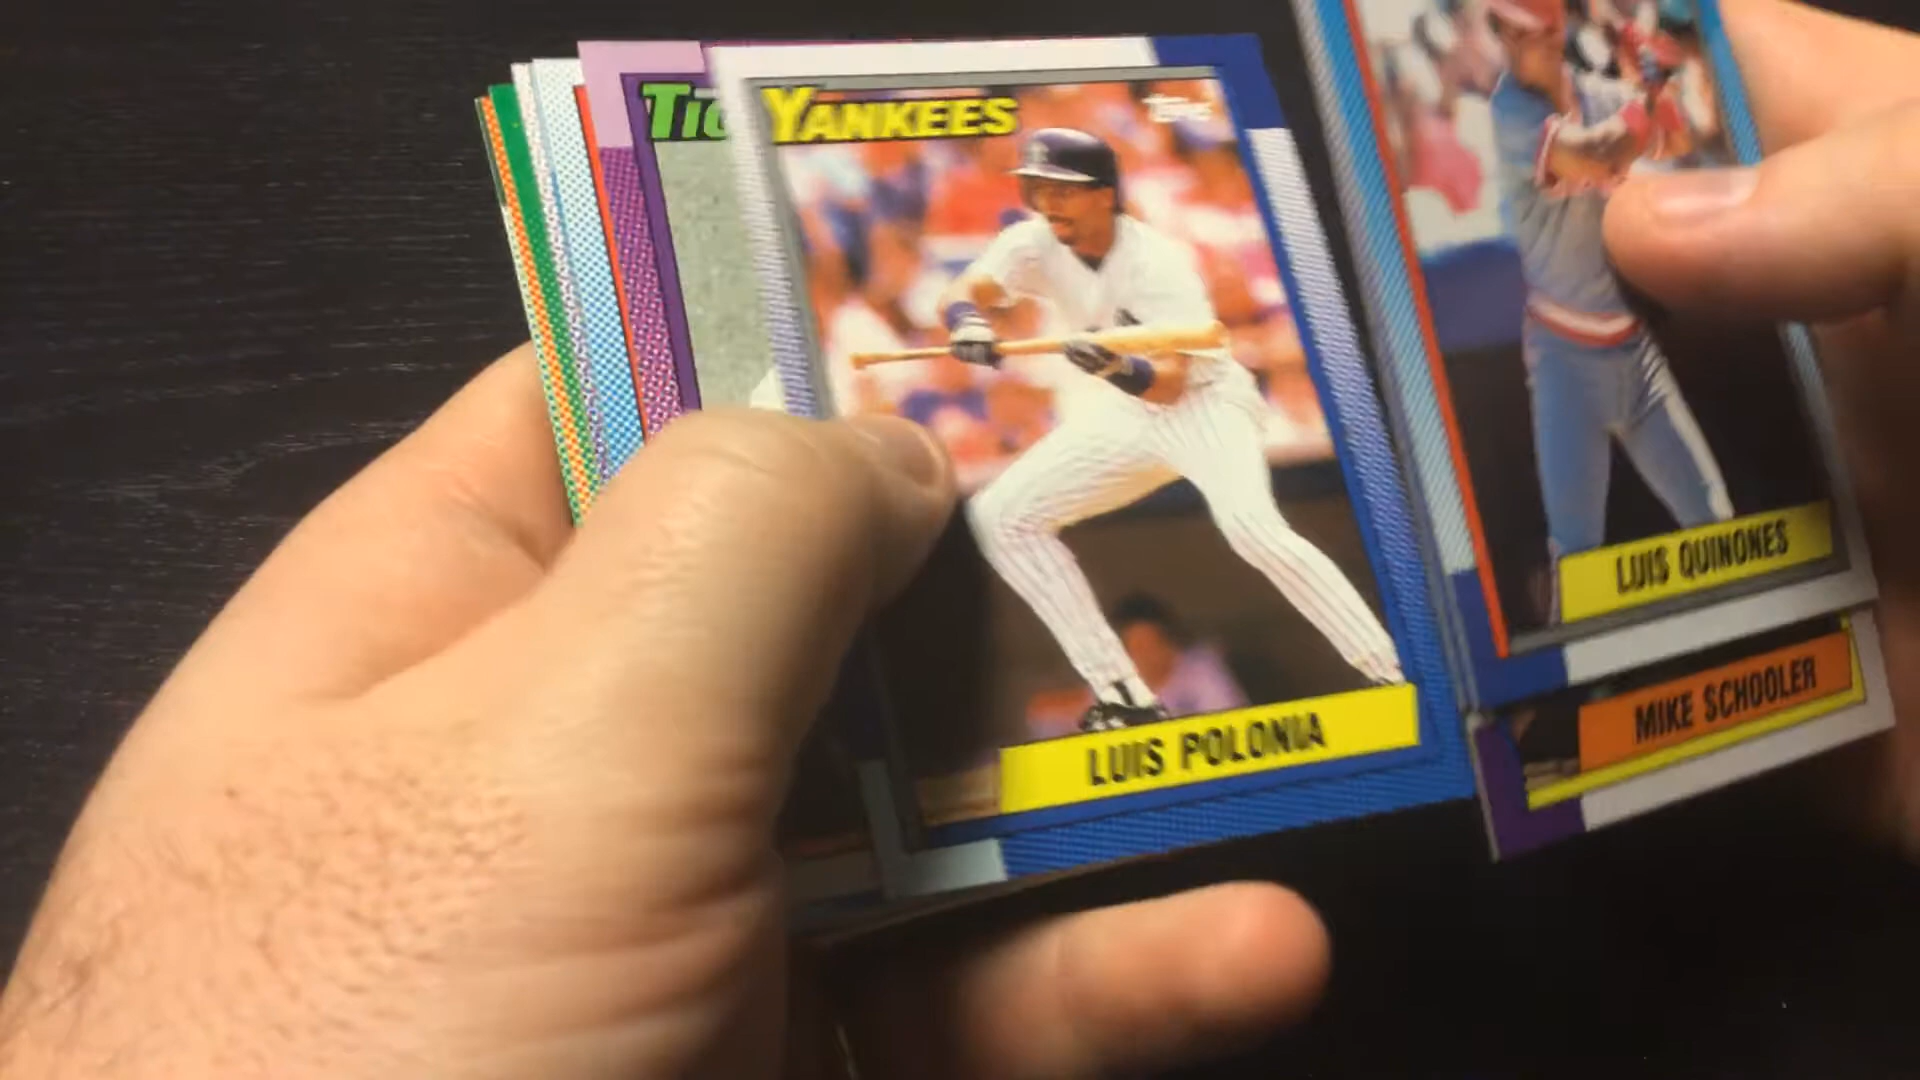 TIG
YANKEES
Topps
LUIS POLONIA
LUIS QUINONES
MIKE SCHOOLER